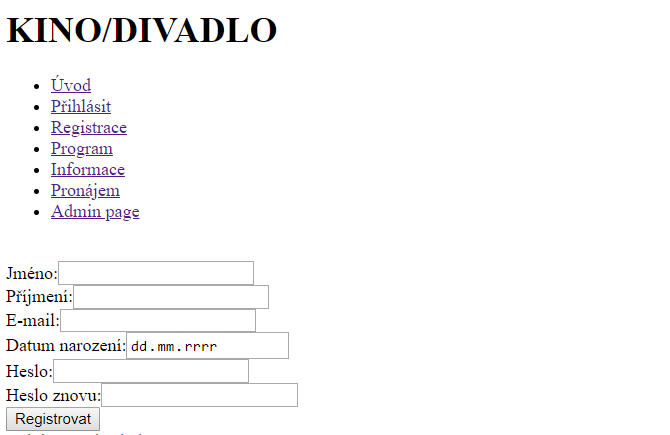 KINO/DIVADLO
Úvod
Přihlásit
Registrace
Program
Informace
Pronájem
Admin page
Jméno:
Příjmení:
E-mail:
Datum narození: dd.mm.rrrr
Heslo:
Heslo znovu:
Registrovat